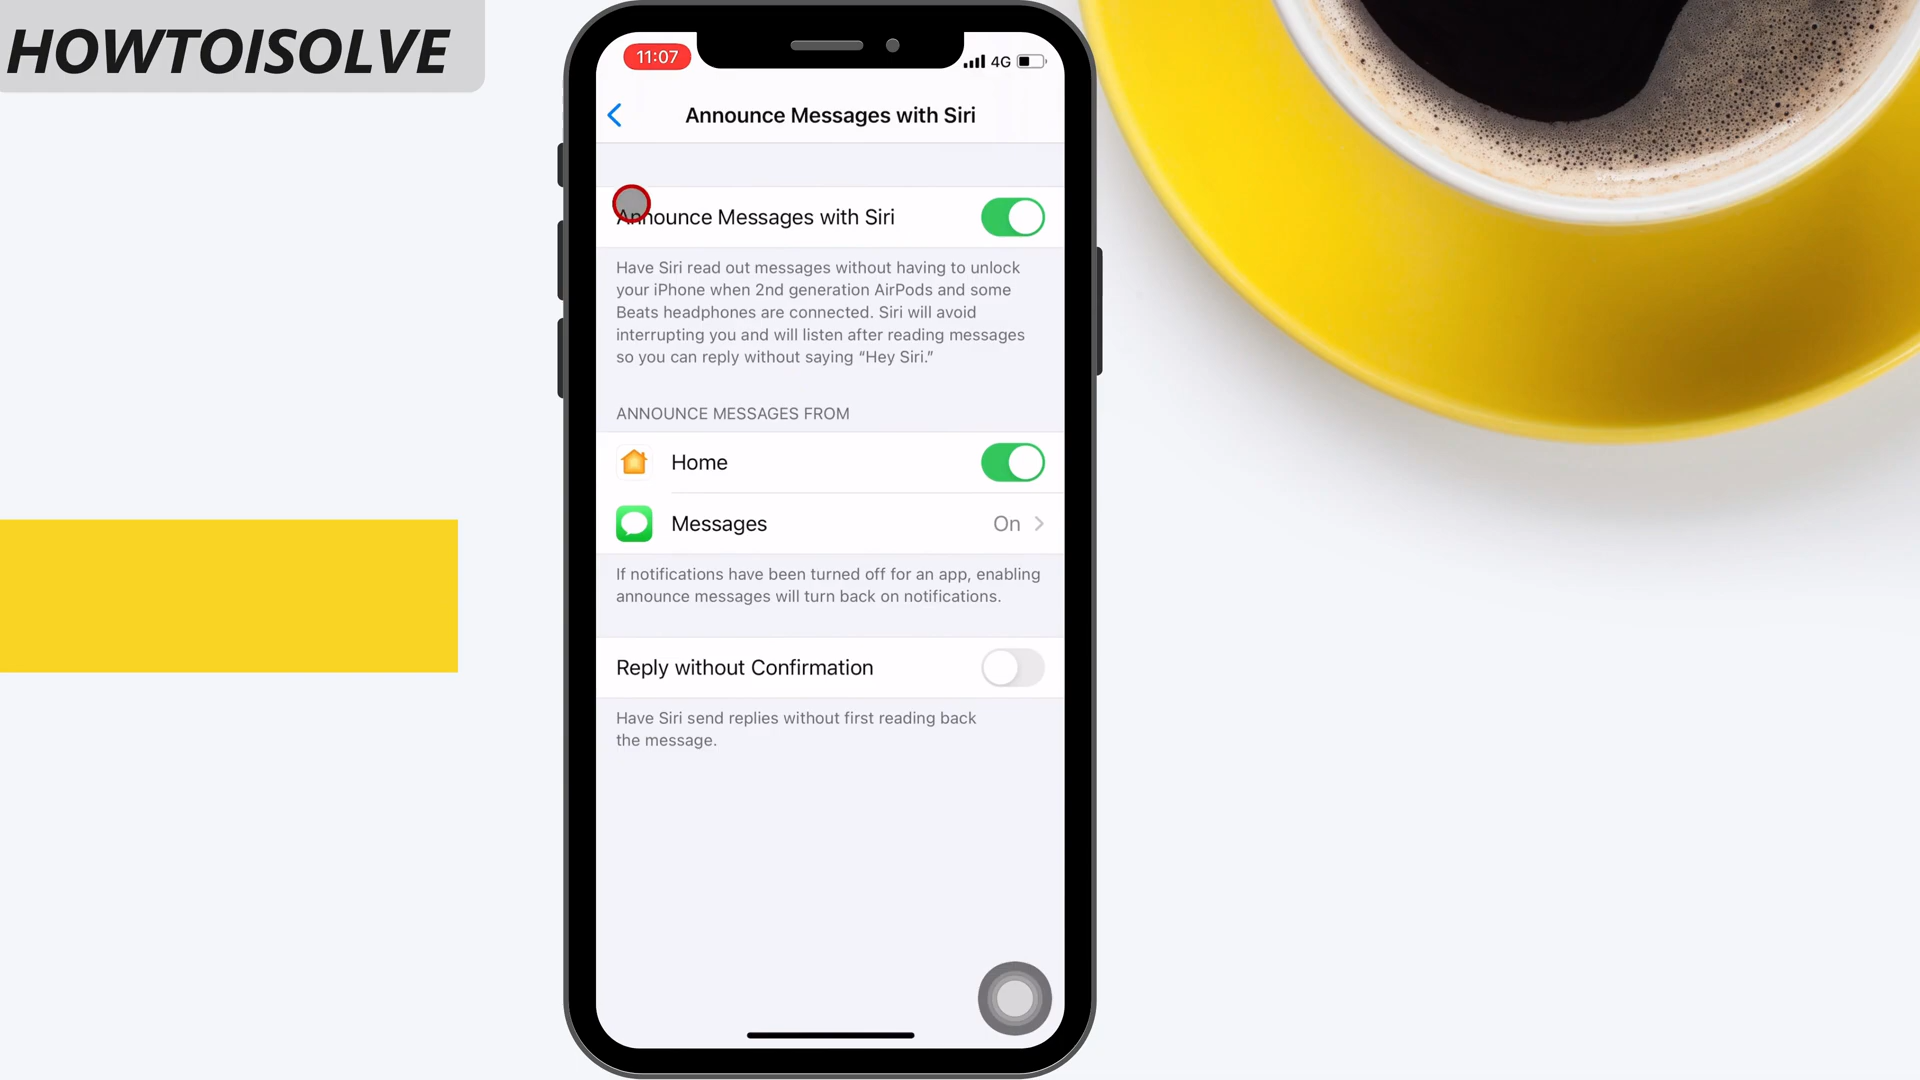 HOWTOISOLVE
11:07
4G
Announce Messages with Siri
Announce Messages with Siri
Have Siri read out messages without having to unlock
your iPhone when 2nd generation AirPods and some
Beats headphones are connected. Siri will avoid
interrupting you and will listen after reading messages
so you can reply without saying “Hey Siri.”
ANNOUNCE MESSAGES FROM
Home
Messages On
If notifications have been turned off for an app, enabling
announce messages will turn back on notifications.
Reply without Confirmation
Have Siri send replies without first reading back
the message.